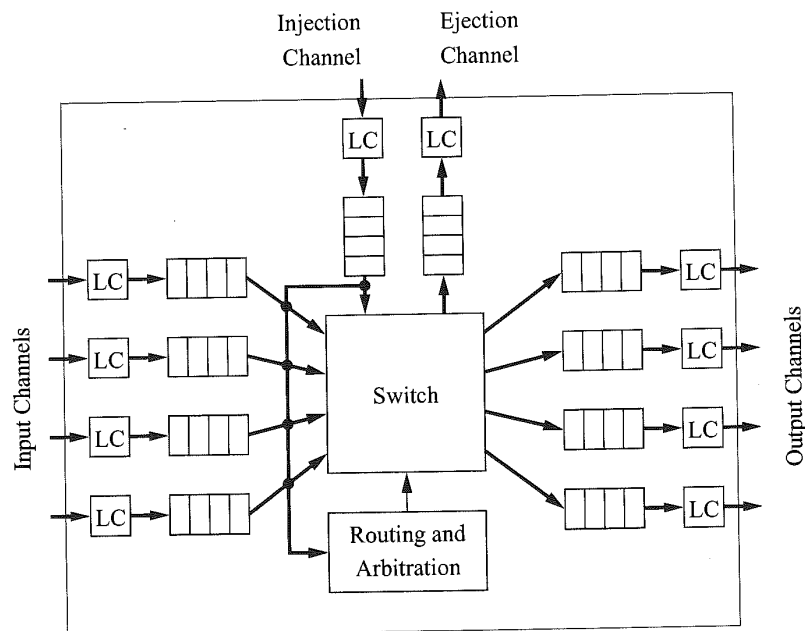 Injection
Channel
Ejection
Channel
LC
LC
LC
LC
LC
LC
LC
LC
LC
LC
Input Channels
Output Channels
Switch
Routing and
Arbitration